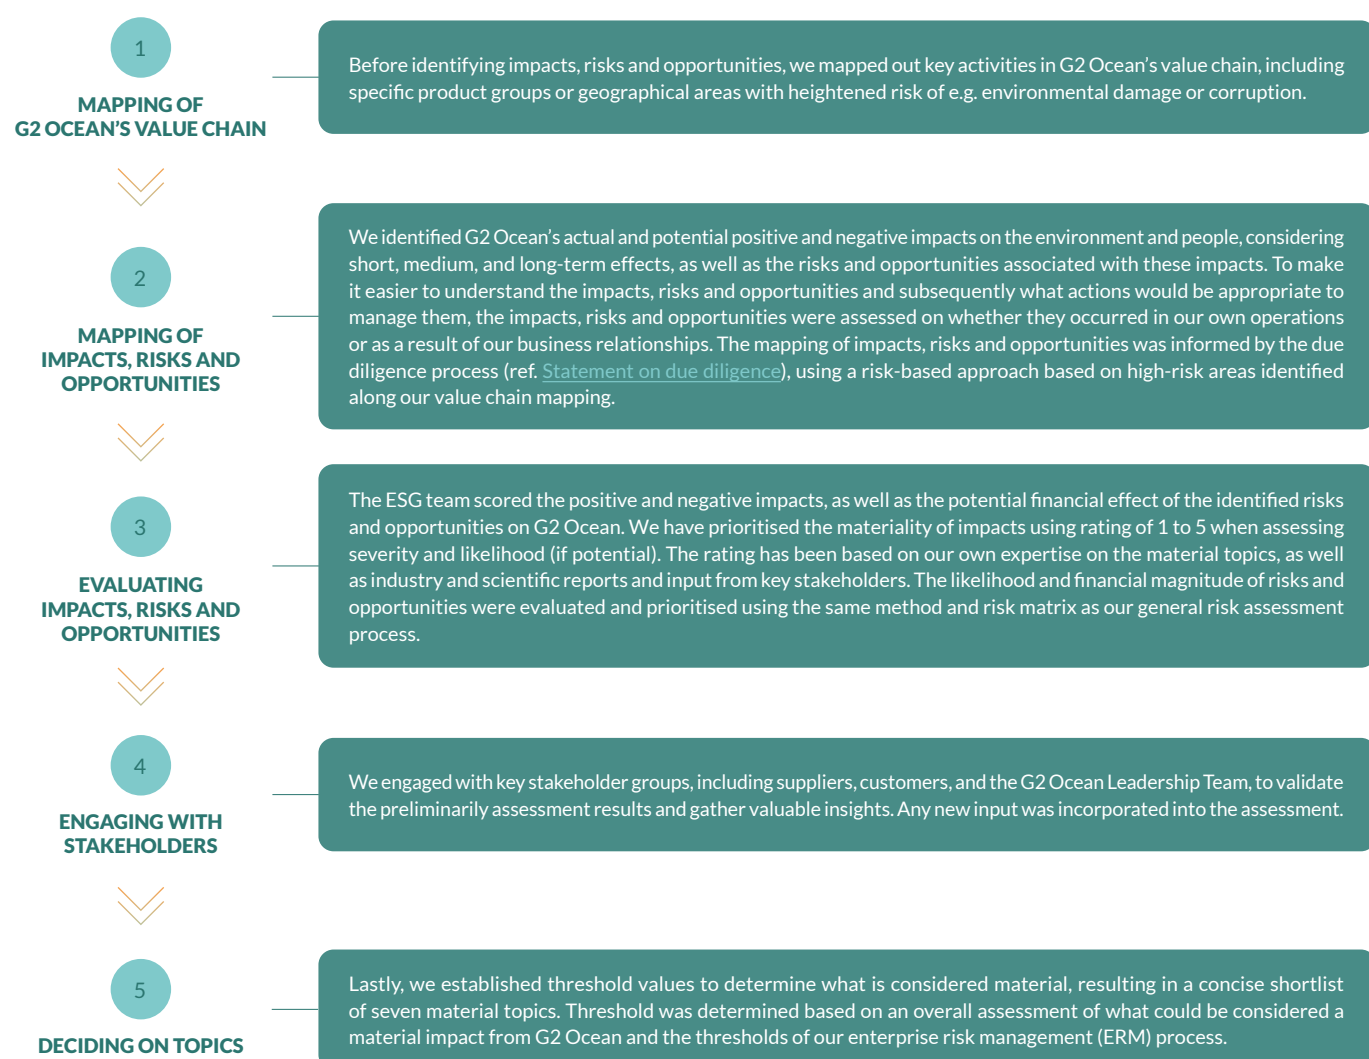 1
MAPPING OF
G2 OCEAN'S VALUE CHAIN
Before identifying impacts, risks and opportunities, we mapped out key activities in G2 Ocean's value chain, including
specific product groups or geographical areas with heightened risk of e.g. environmental damage or corruption.
2
MAPPING OF
IMPACTS, RISKS AND
OPPORTUNITIES
We identified G2 Ocean's actual and potential positive and negative impacts on the environment and people, considering
short, medium, and long-term effects, as well as the risks and opportunities associated with these impacts. To make
it easier to understand the impacts, risks and opportunities and subsequently what actions would be appropriate to
manage them, the impacts, risks and opportunities were assessed on whether they occurred in our own operations
or as a result of our business relationships. The mapping of impacts, risks and opportunities was informed by the due
diligence process (ref. Statement on due diligence), using a risk-based approach based on high-risk areas identified
along our value chain mapping.
3
EVALUATING
IMPACTS, RISKS AND
OPPORTUNITIES
The ESG team scored the positive and negative impacts, as well as the potential financial effect of the identified risks
and opportunities on G2 Ocean. We have prioritised the materiality of impacts using rating of 1 to 5 when assessing
severity and likelihood (if potential). The rating has been based on our own expertise on the material topics, as well
as industry and scientific reports and input from key stakeholders. The likelihood and financial magnitude of risks and
opportunities were evaluated and prioritised using the same method and risk matrix as our general risk assessment
process.
4
ENGAGING WITH
STAKEHOLDERS
We engaged with key stakeholder groups, including suppliers, customers, and the G2 Ocean Leadership Team, to validate
the preliminarily assessment results and gather valuable insights. Any new input was incorporated into the assessment.
5
DECIDING ON TOPICS
Lastly, we established threshold values to determine what is considered material, resulting in a concise shortlist
of seven material topics. Threshold was determined based on an overall assessment of what could be considered a
material impact from G2 Ocean and the thresholds of our enterprise risk management (ERM) process.